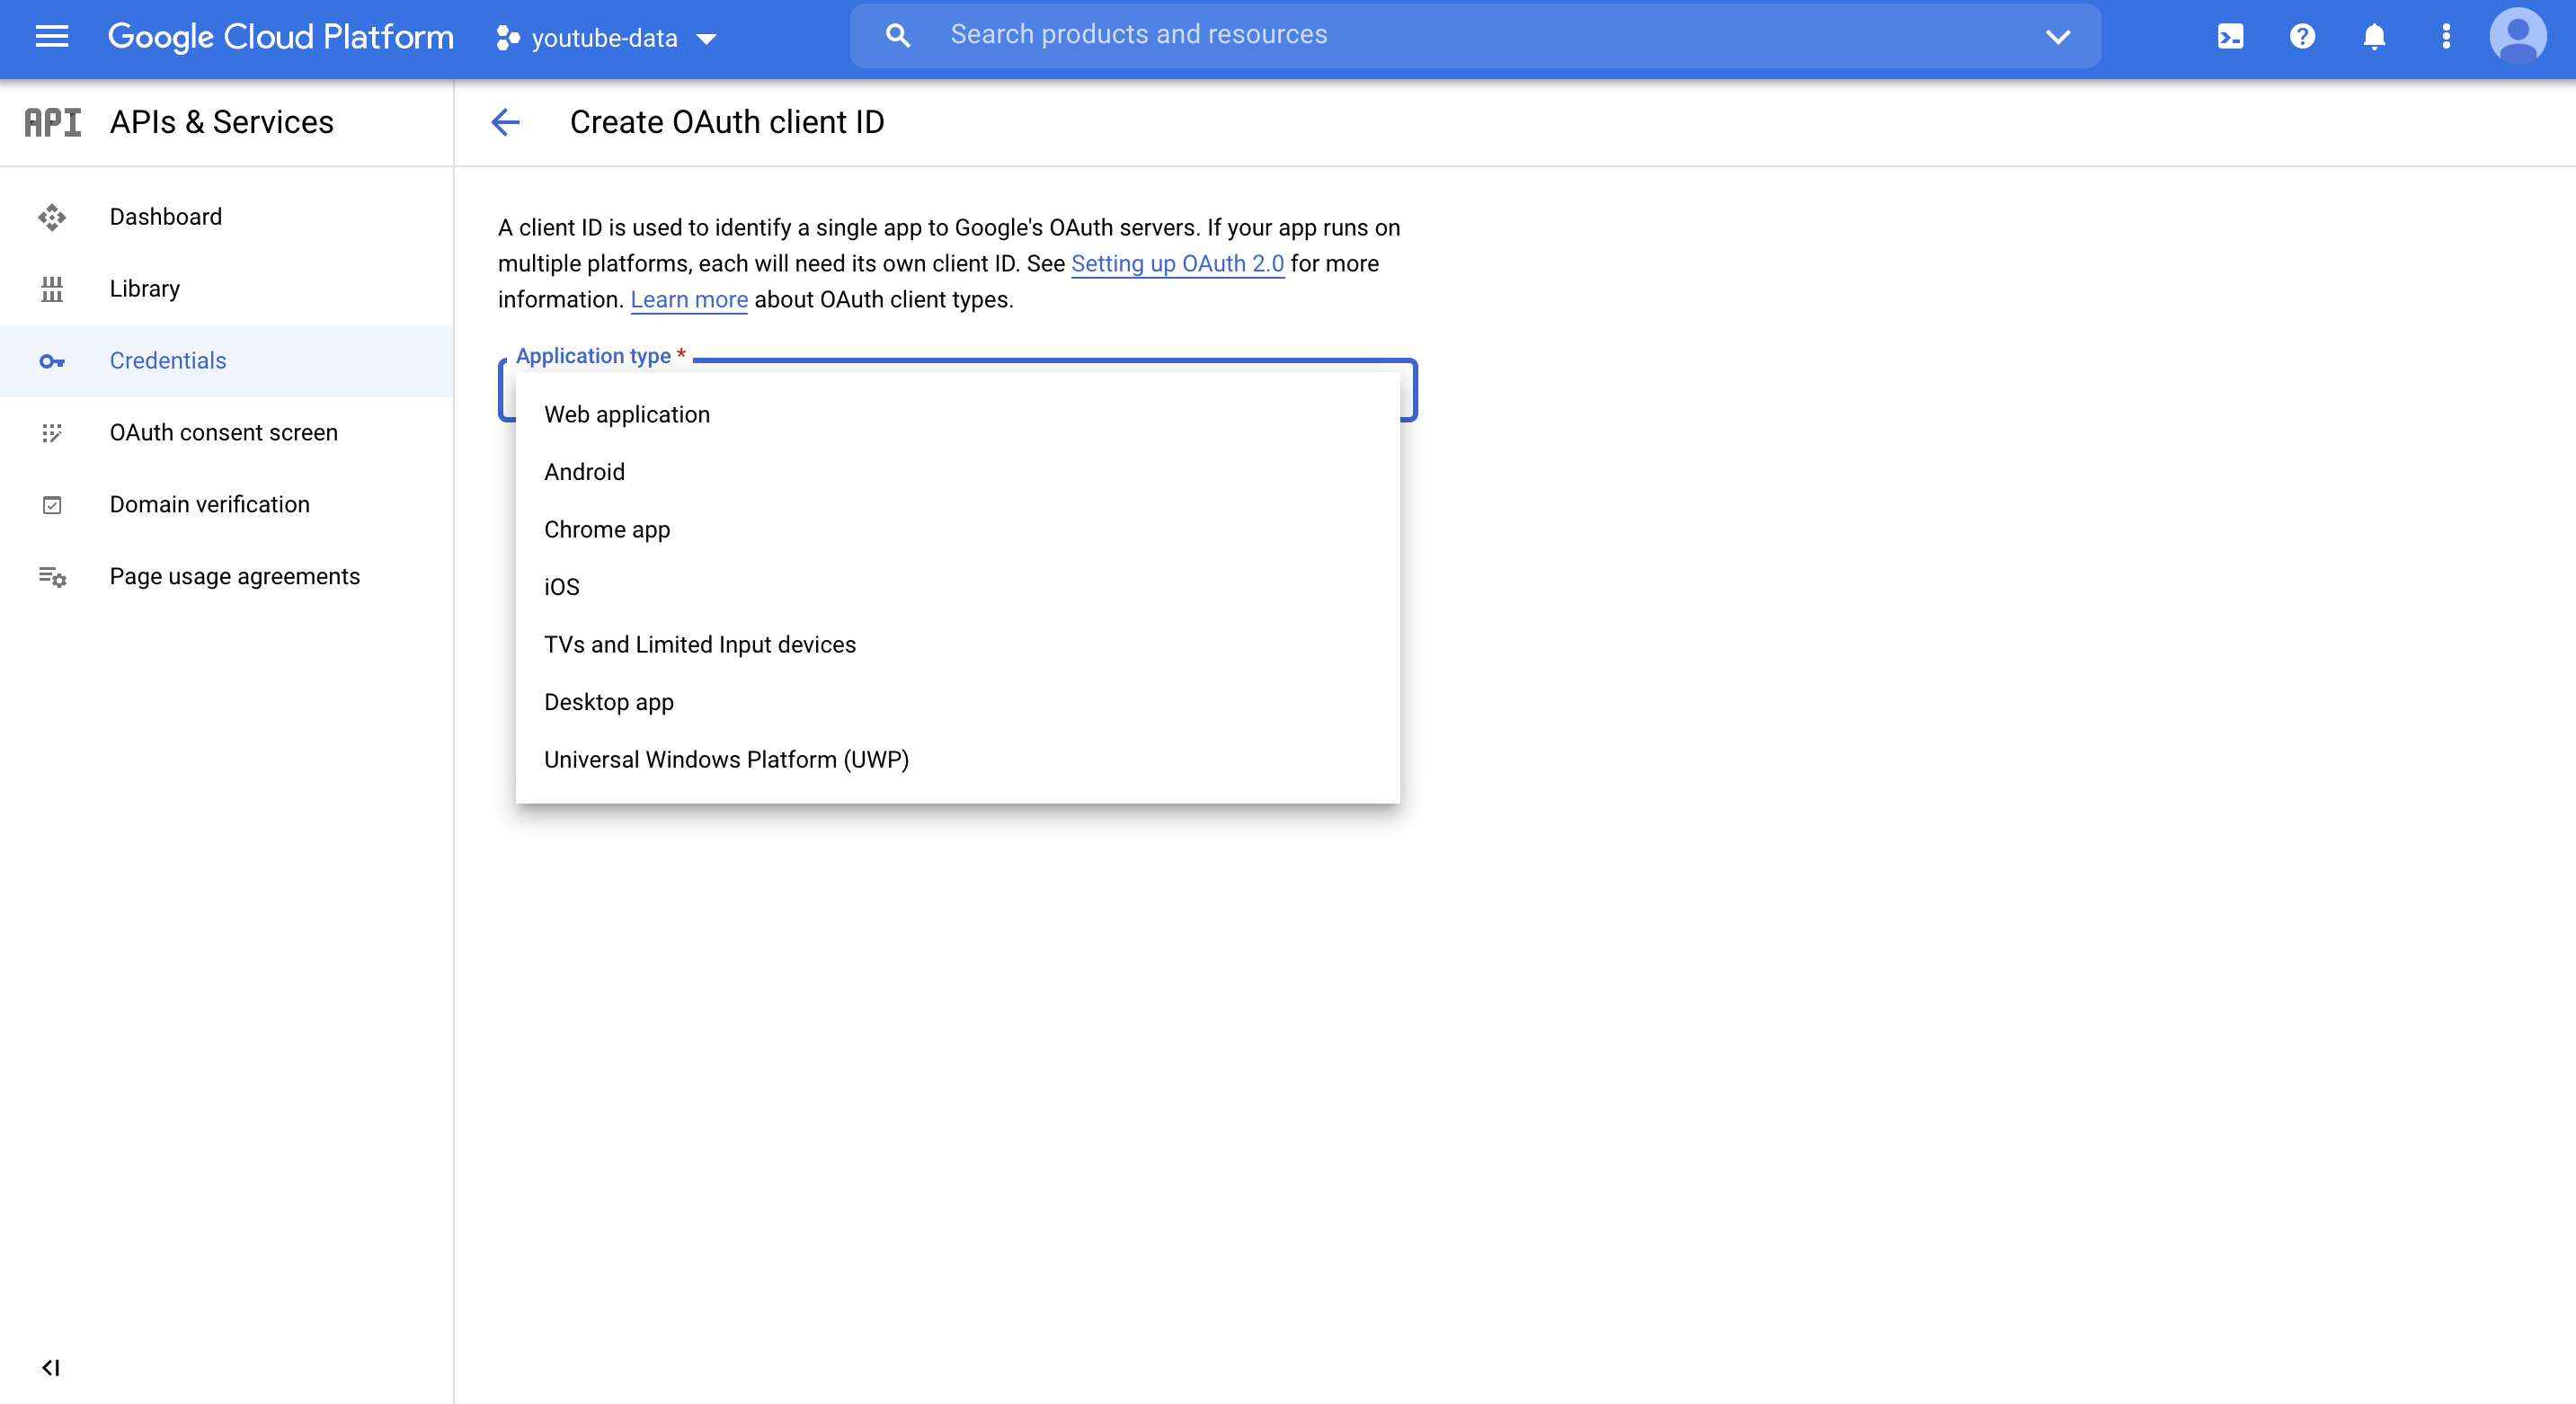 Google Cloud Platform
youtube-data
Search products and resources
API
APIs & Services
Create OAuth client ID
Dashboard
Library
Credentials
OAuth consent screen
Domain verification
Page usage agreements
A client ID is used to identify a single app to Google's OAuth servers. If your app runs on
multiple platforms, each will need its own client ID. See Setting up OAuth 2.0 for more
information. Learn more about OAuth client types.
Application type *
Web application
Android
Chrome app
iOS
TVs and Limited Input devices
Desktop app
Universal Windows Platform (UWP)